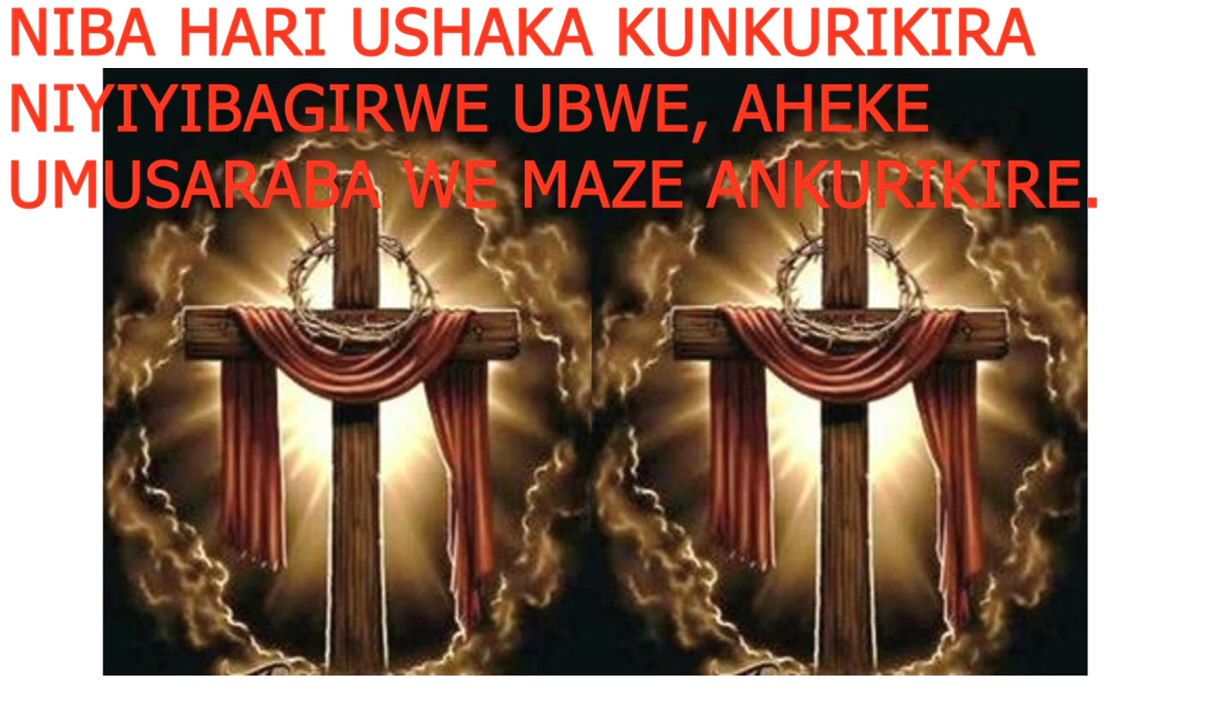 NIBA HARI USHAKA KUNKURIKIRA
NIYIYIBAGIRWE UBWE, AHEKE
UMUSARABA WE MAZE ANKURIKIRE.